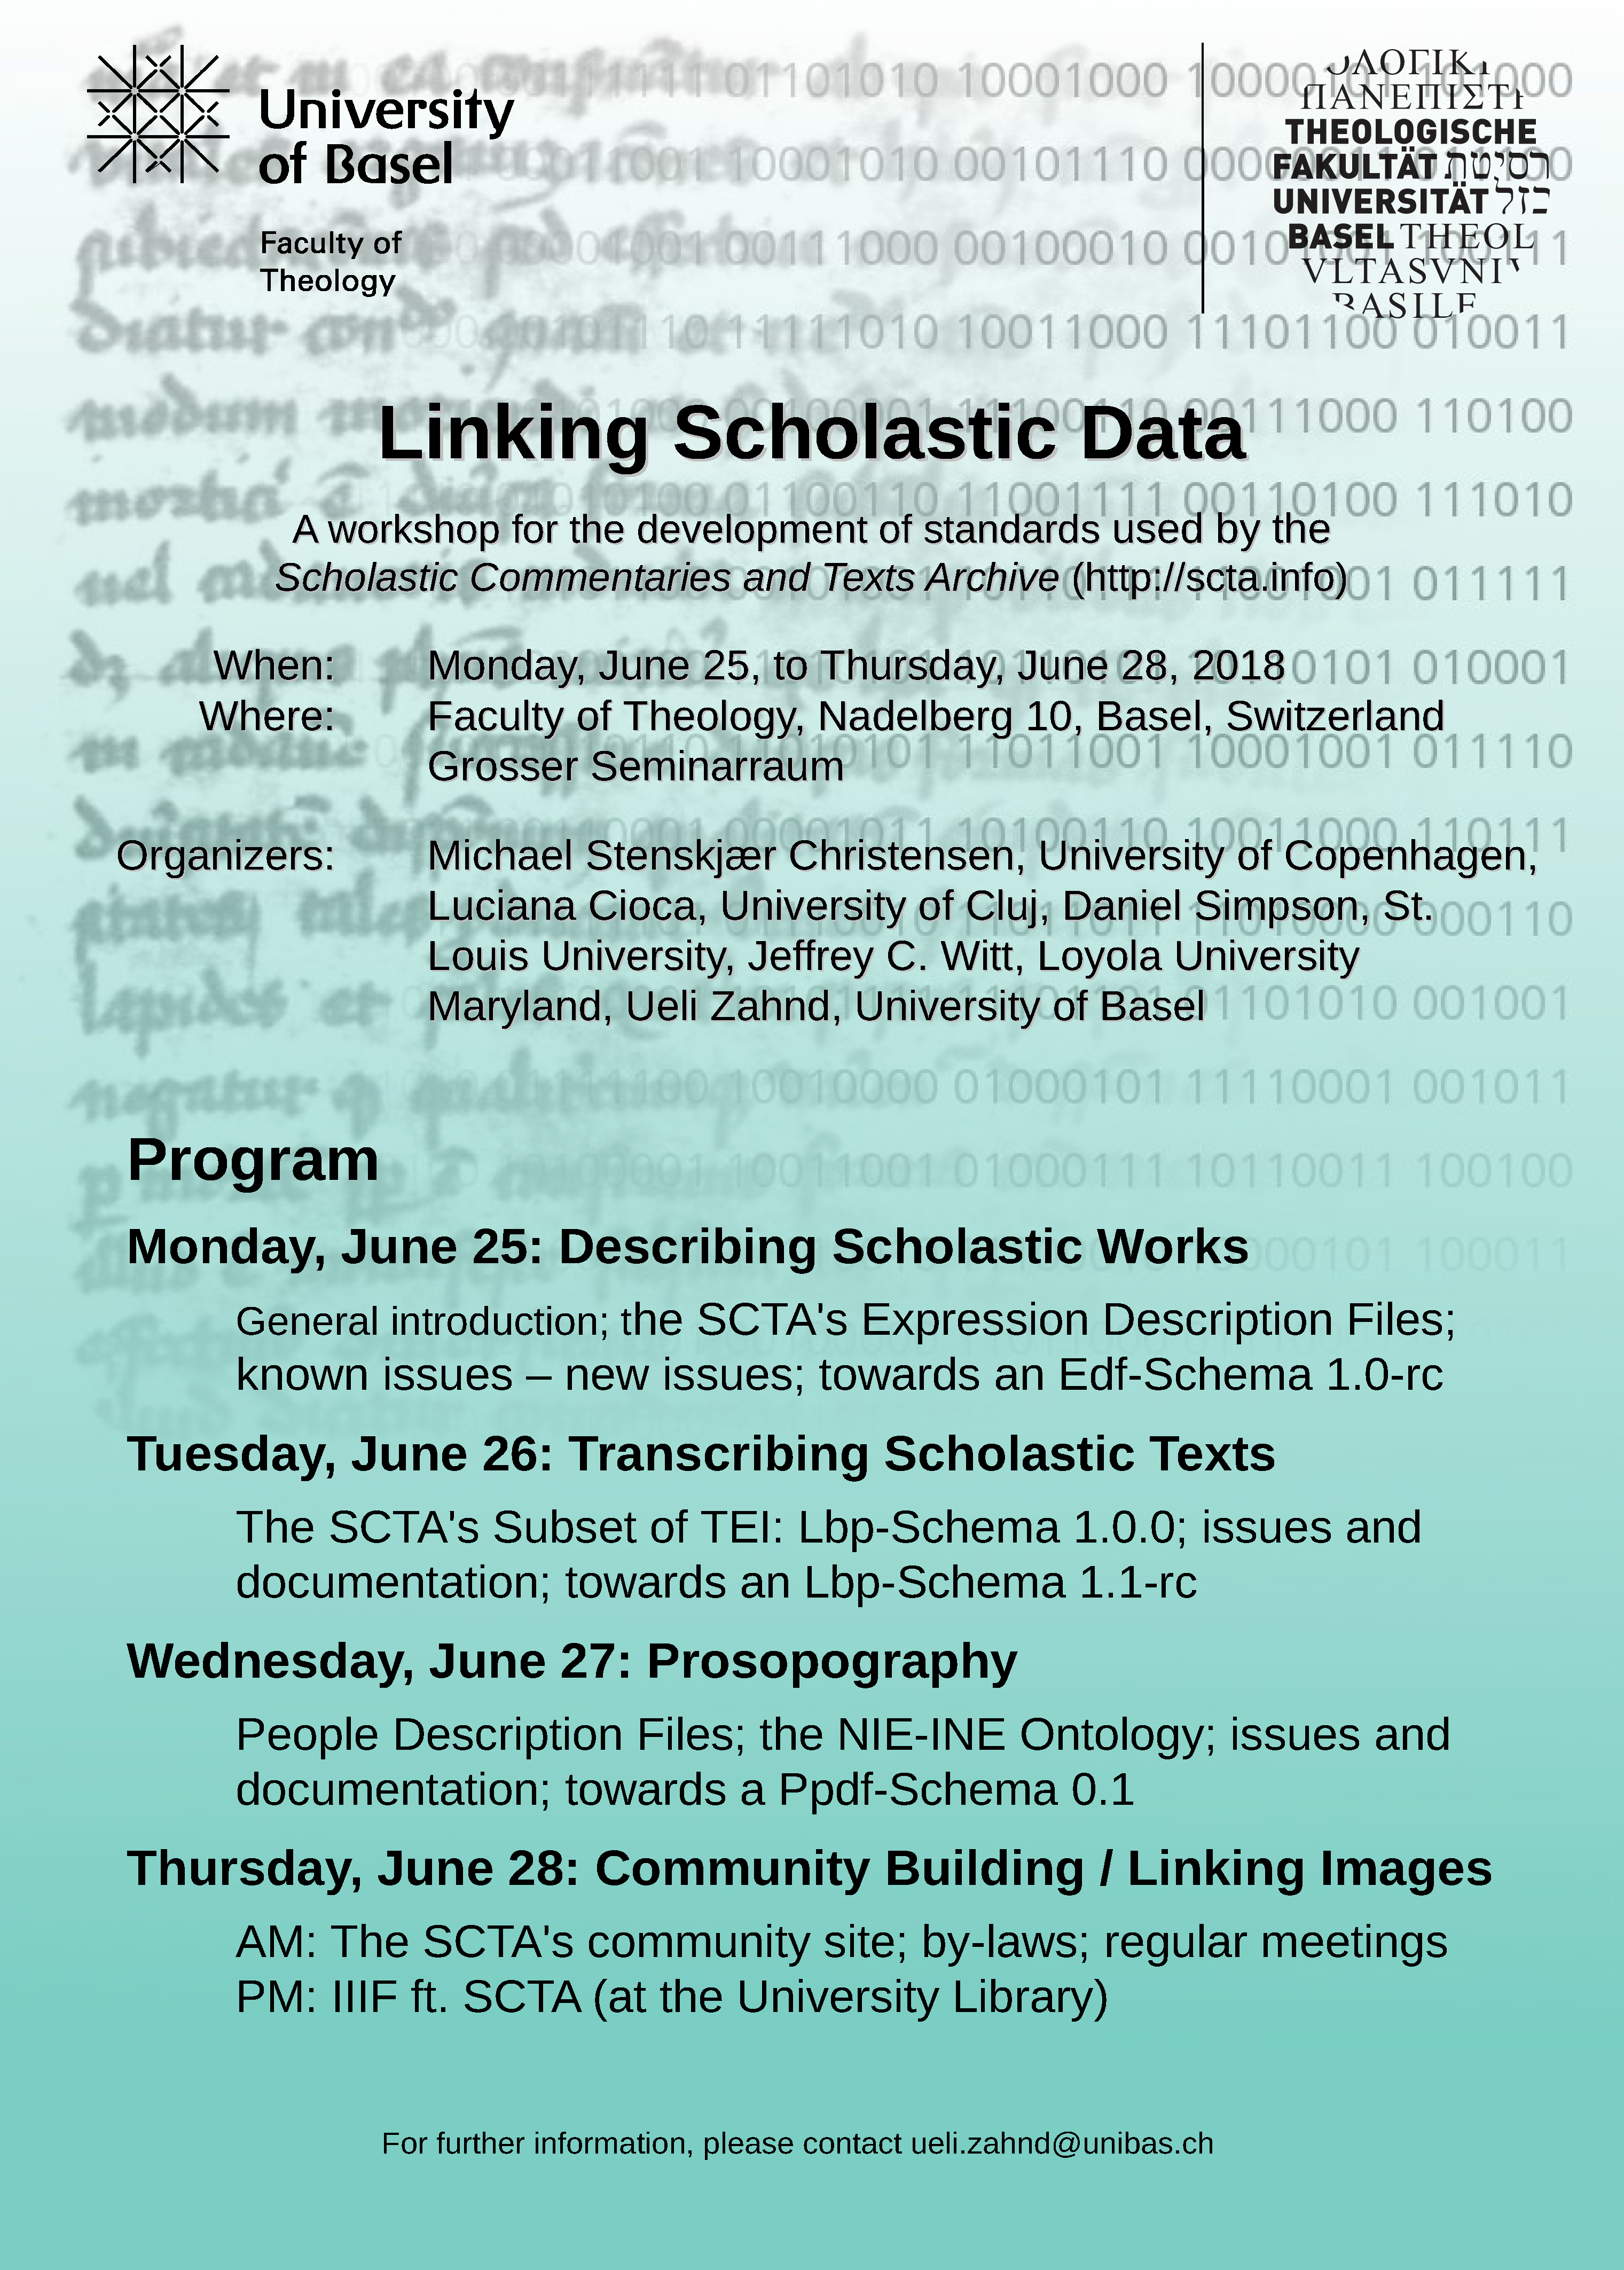 University
of Basel
Faculty of
Theology
THEOLOGISCHE
FAKULTÄT
UNIVERSITÄT
BASEL THEOL
Linking Scholastic Data
A workshop for the development of standards used by the
Scholastic Commentaries and Texts Archive (http://scta.info)
When: Monday, June 25, to Thursday, June 28, 2018
Where: Faculty of Theology, Nadelberg 10, Basel, Switzerland
Grosser Seminarraum
Organizers: Michael Stenskjær Christensen, University of Copenhagen,
Luciana Cioca, University of Cluj, Daniel Simpson, St.
Louis University, Jeffrey C. Witt, Loyola University
Maryland, Ueli Zahnd, University of Basel
Program
Monday, June 25: Describing Scholastic Works
General introduction; the SCTA's Expression Description Files;
known issues – new issues; towards an Edf-Schema 1.0-rc
Tuesday, June 26: Transcribing Scholastic Texts
The SCTA's Subset of TEI: Lbp-Schema 1.0.0; issues and
documentation; towards an Lbp-Schema 1.1-rc
Wednesday, June 27: Prosopography
People Description Files; the NIE-INE Ontology; issues and
documentation; towards a Ppdf-Schema 0.1
Thursday, June 28: Community Building / Linking Images
AM: The SCTA's community site; by-laws; regular meetings
PM: IIIF ft. SCTA (at the University Library)
For further information, please contact ueli.zahnd@unibas.ch